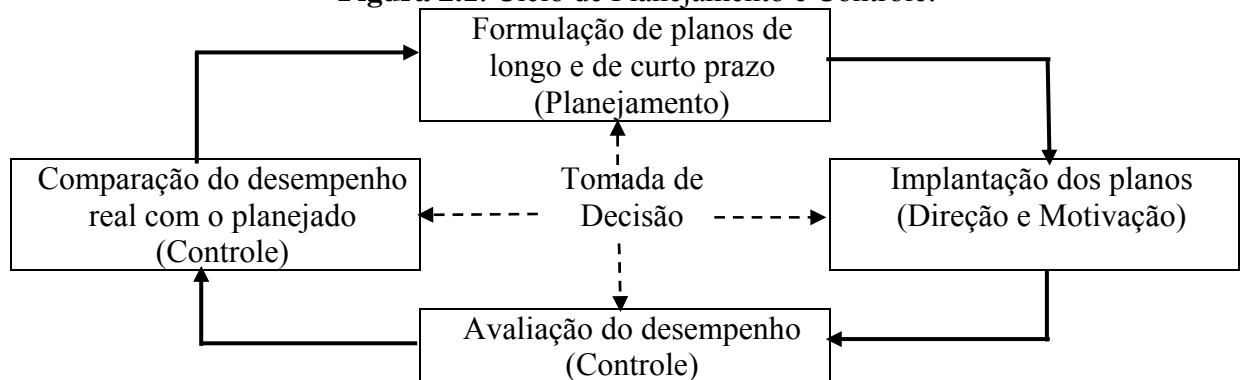 Formulação de planos de
longo e de curto prazo
(Planejamento)
Comparação do desempenho
real com o planejado
(Controle)
Tomada de
Decisão
Implantação dos planos
(Direção e Motivação)
Avaliação do desempenho
(Controle)